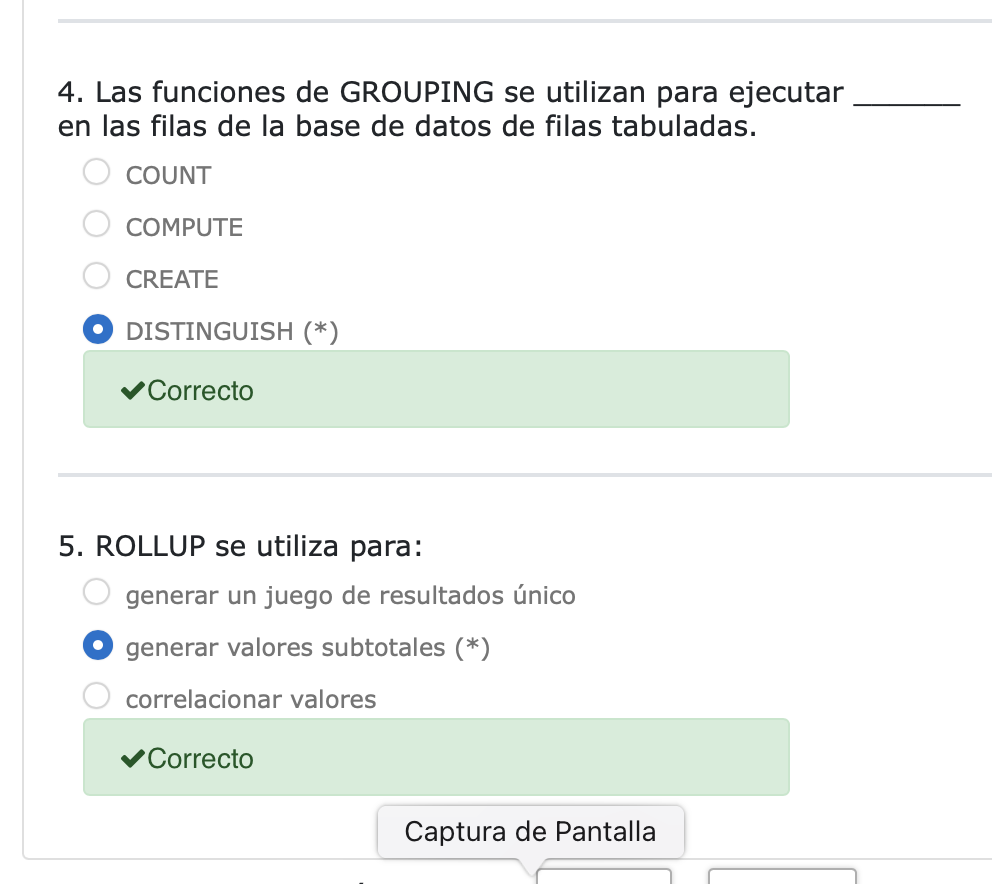 4. Las funciones de GROUPING se utilizan para ejecutar _______
en las filas de la base de datos de filas tabuladas.
COUNT
COMPUTE
CREATE
DISTINGUISH (*)
✔Correcto
5. ROLLUP se utiliza para:
generar un juego de resultados único
generar valores subtotales (*)
correlacionar valores
✔Correcto
Captura de Pantalla